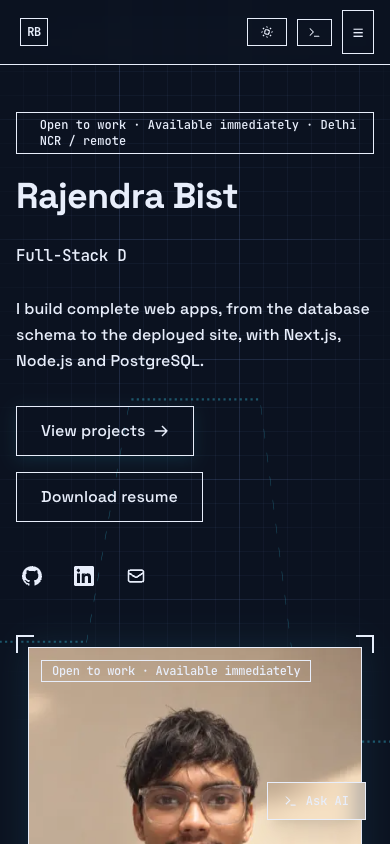 RB
Open to work · Available immediately · Delhi
NCR / remote
Rajendra Bist
Full-Stack D
I build complete web apps, from the database
schema to the deployed site, with Next.js,
Node.js and PostgreSQL.
View projects →
Download resume
in
Open to work · Available immediately
Ask AI